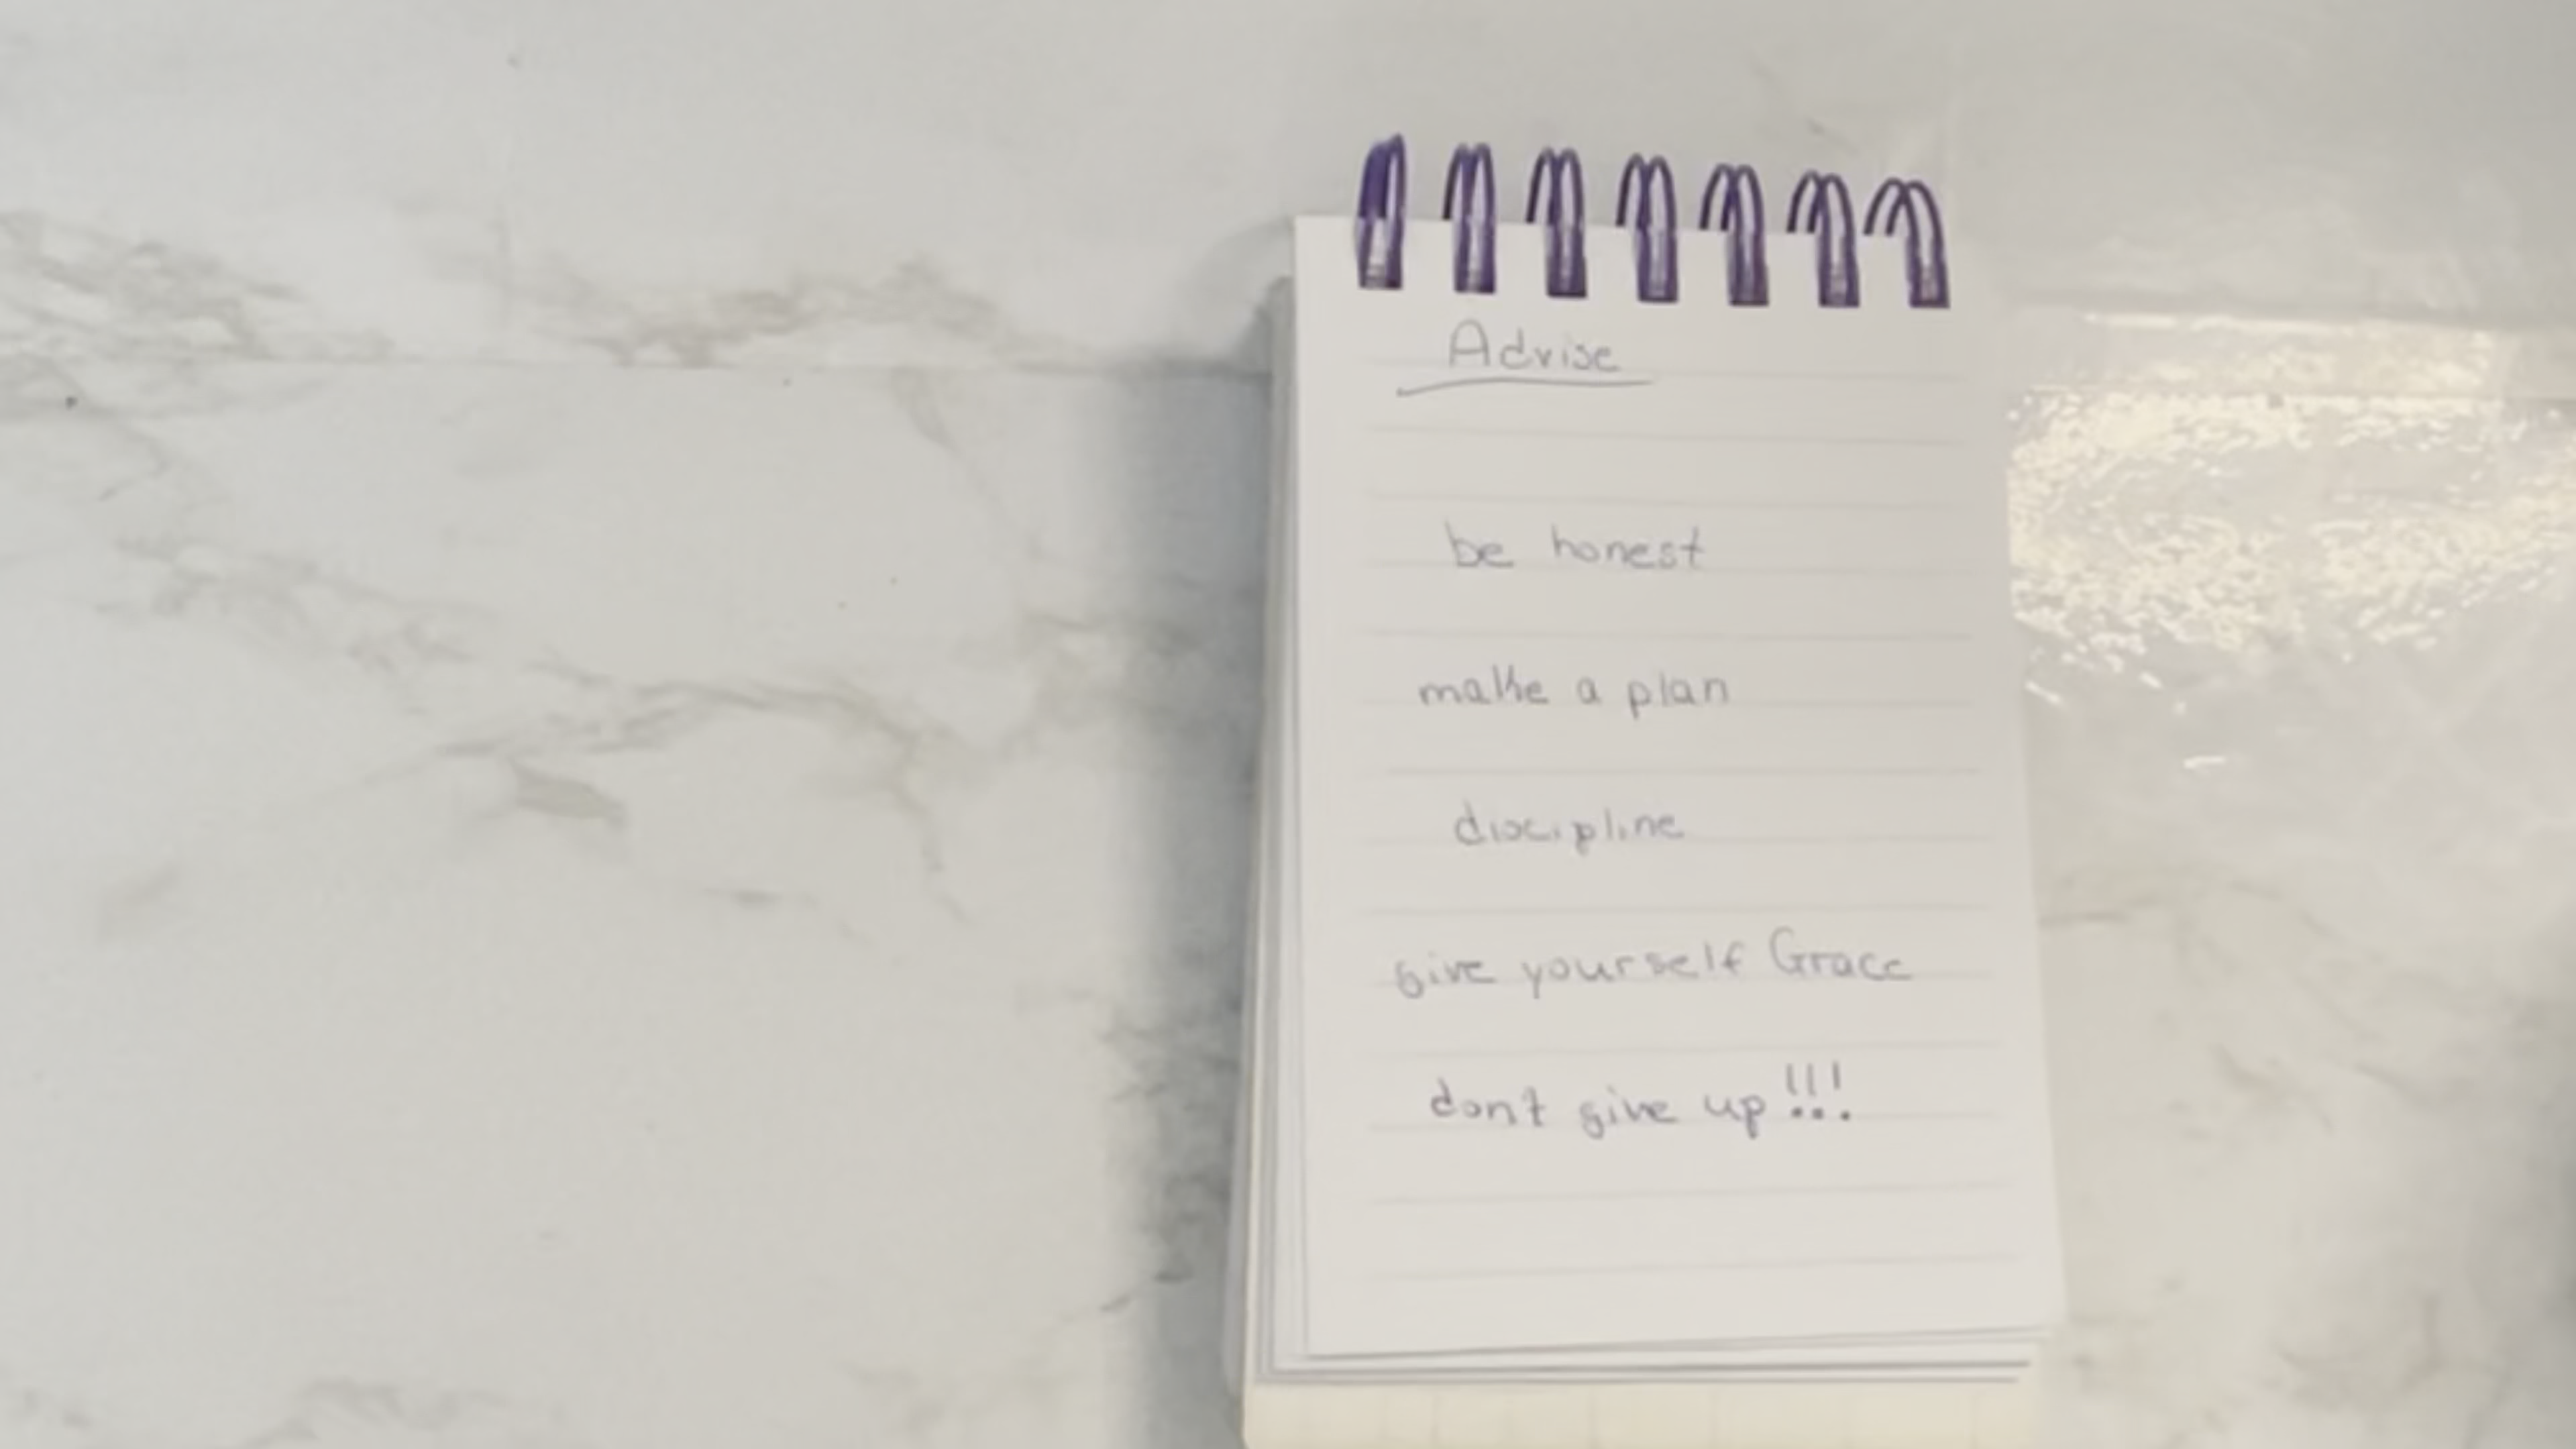 Advise
be honest
make a plan
discipline
give yourself Grace
don't give up!!!